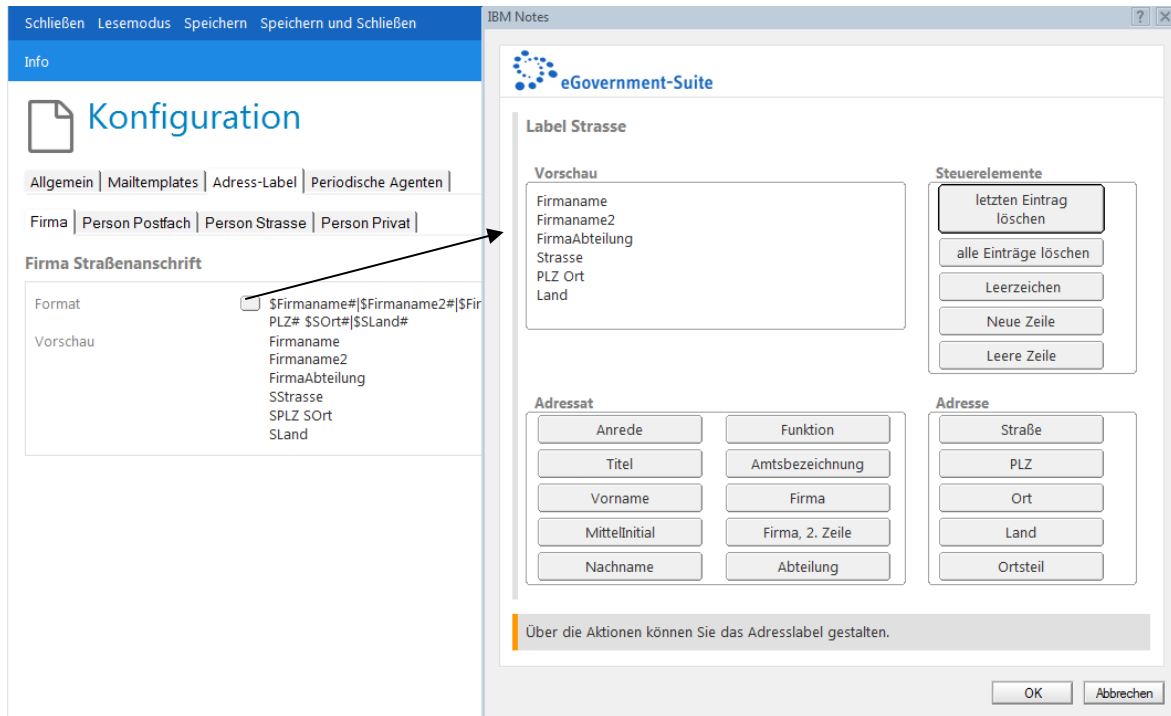 Schließen Lesemodus Speichern Speichern und Schließen
Info
Konfiguration
Allgemein Mailtemplates Adress-Label Periodische Agenten
Firma Person Postfach Person Strasse Person Privat
Firma Straßenanschrift
Format
$Firmaname#|$Firmaname2#|$Fir
PLZ# $SOrt#|$SLand#
Vorschau
Firmaname
Firmaname2
FirmaAbteilung
SStrasse
SPLZ SOrt
SLand
IBM Notes
eGovernment-Suite
Label Strasse
Vorschau
Firmaname
Firmaname2
FirmaAbteilung
Strasse
PLZ Ort
Land
Steuerelemente
letzten Eintrag
löschen
alle Einträge löschen
Leerzeichen
Neue Zeile
Leere Zeile
Adressat
Anrede Funktion
Titel Amtsbezeichnung
Vorname Firma
MittelInitial Firma, 2. Zeile
Nachname Abteilung
Adresse
Straße
PLZ
Ort
Land
Ortsteil
Über die Aktionen können Sie das Adresslabel gestalten.
OK Abbrechen